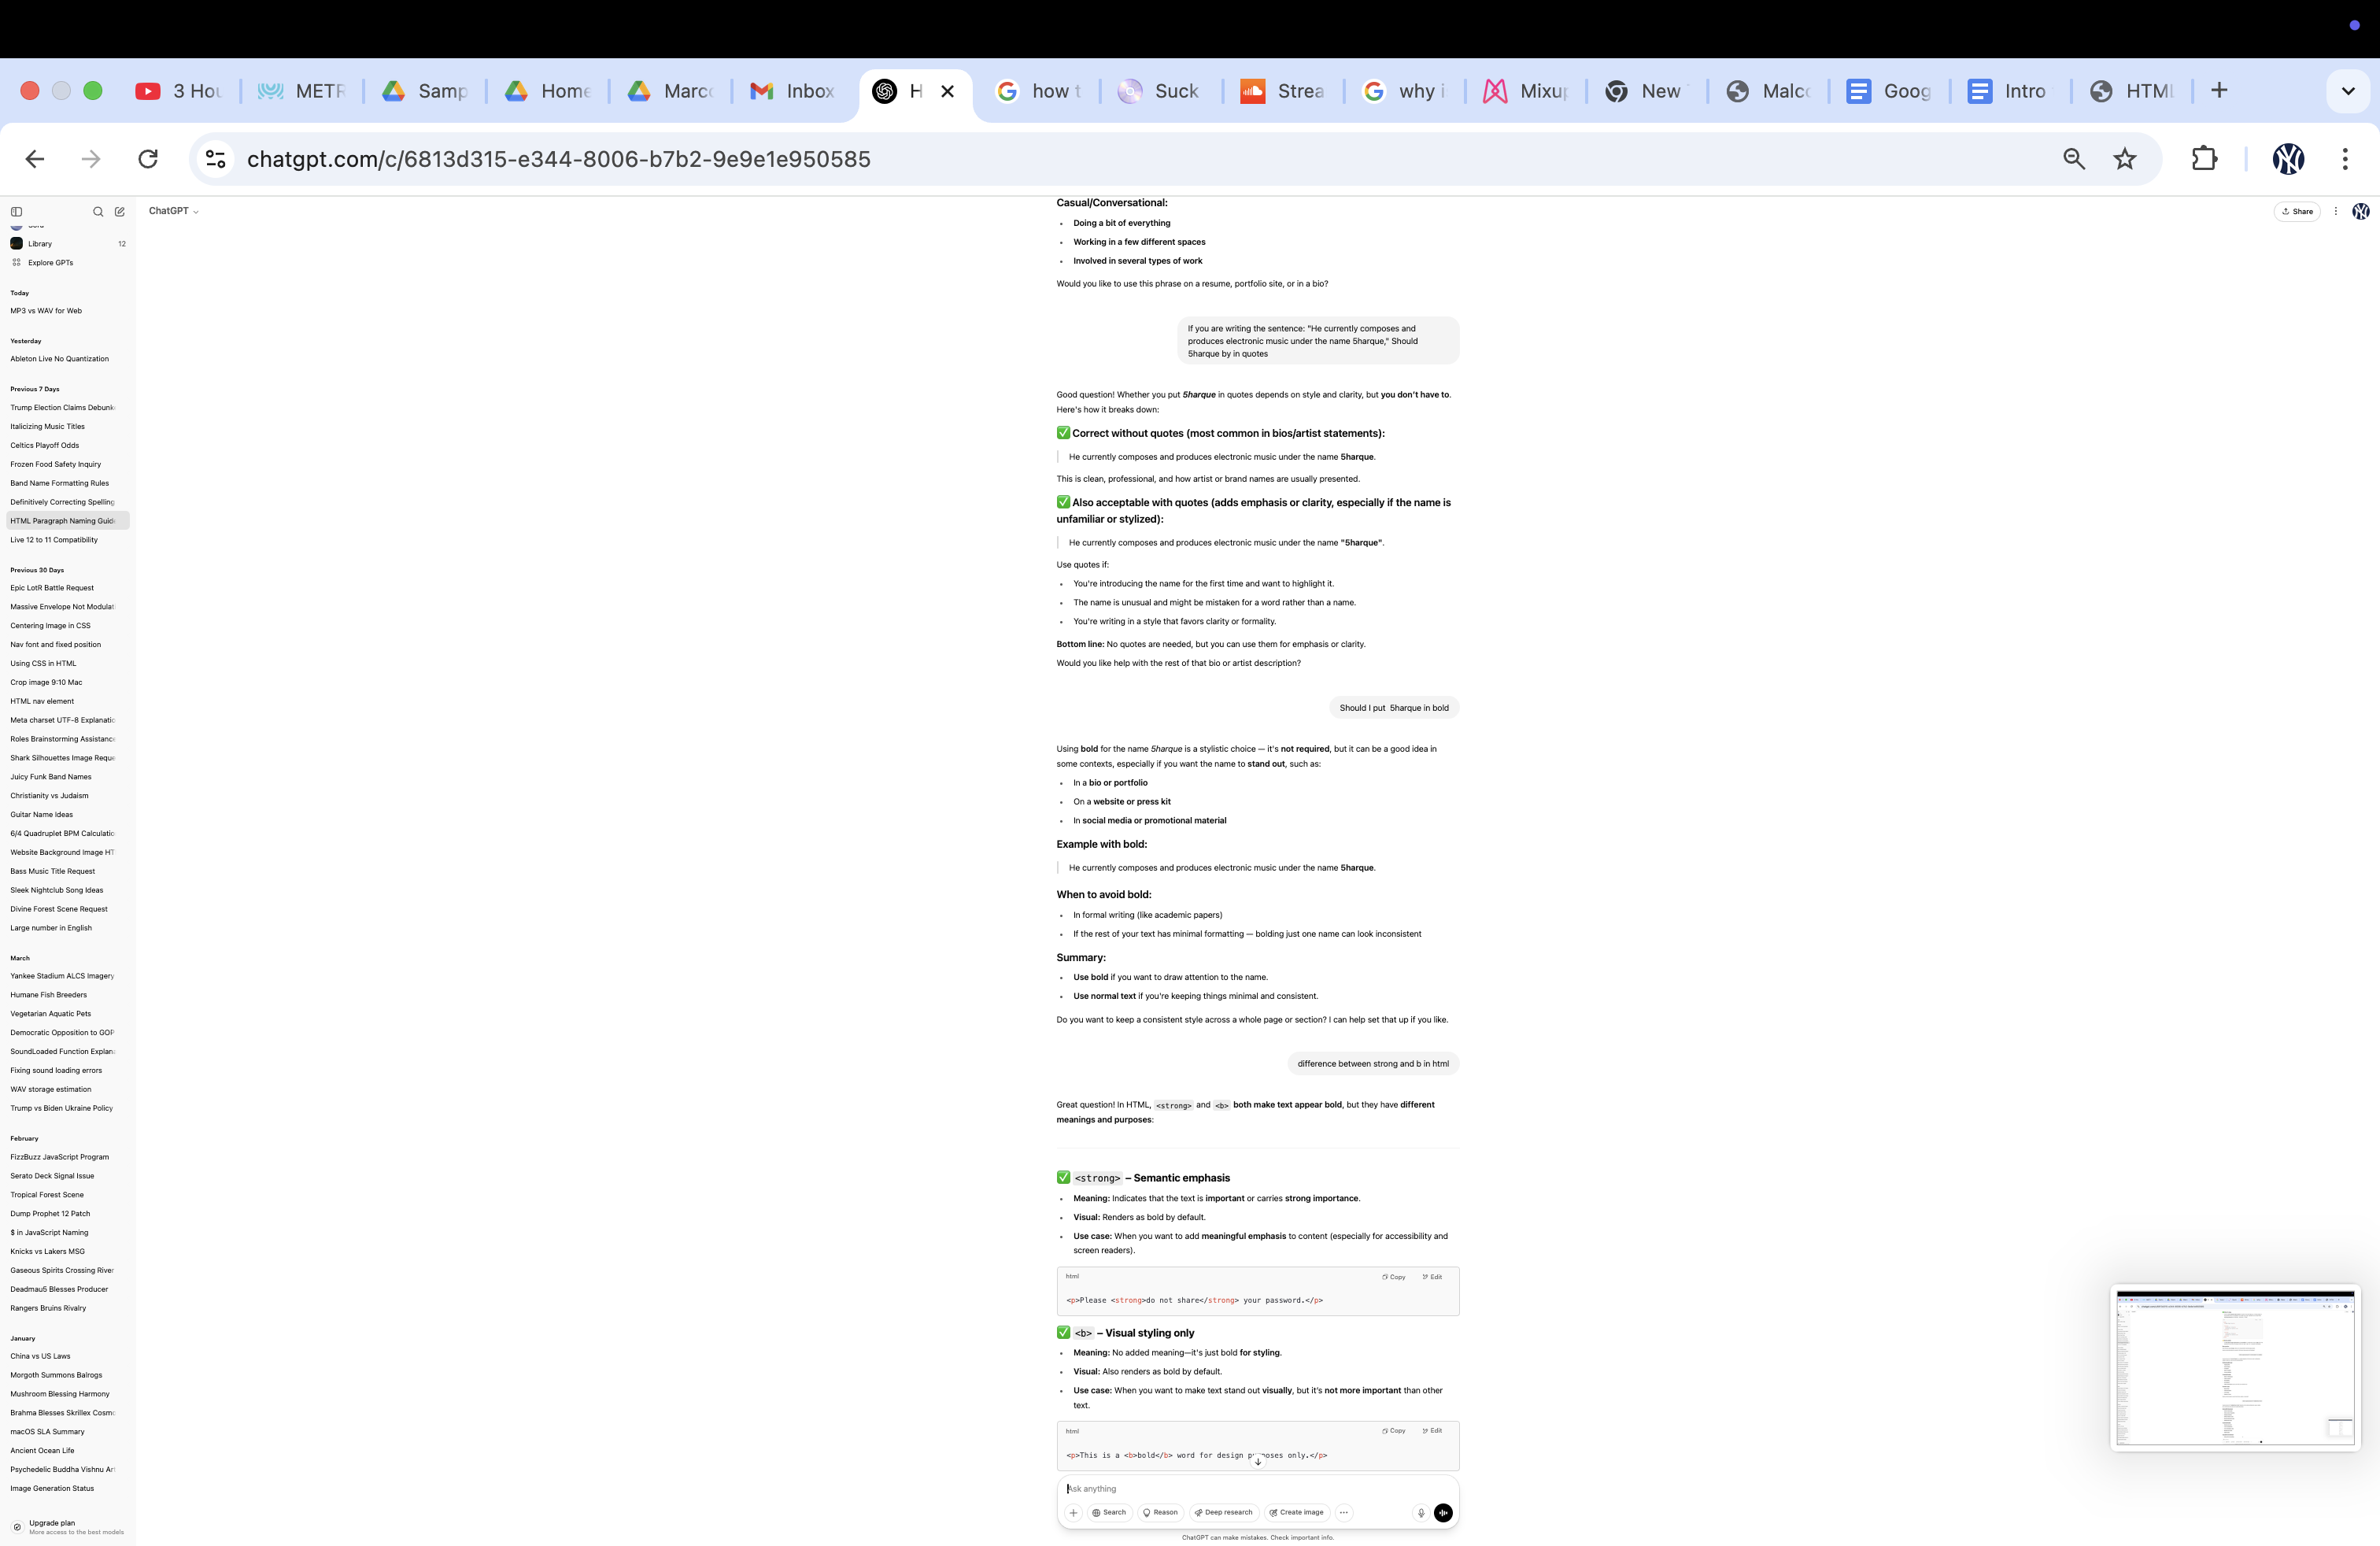 3 Hou
METR
Samp
Home
Marco
Inbox
H
how t
Suck
Strea
why i
Mixup
New
Malco
Goog
Intro
HTML
chatgpt.com/c/6813d315-e344-8006-b7b2-9e9e1e950585
ChatGPT
Share
Library 12
Explore GPTs
Today
MP3 vs WAV for Web
Yesterday
Ableton Live No Quantization
Previous 7 Days
Trump Election Claims Debunke
Italicizing Music Titles
Celtics Playoff Odds
Frozen Food Safety Inquiry
Band Name Formatting Rules
Definitively Correcting Spelling
HTML Paragraph Naming Guide
Live 12 to 11 Compatibility
Previous 30 Days
Epic LotR Battle Request
Massive Envelope Not Modulati
Centering Image in CSS
Nav font and fixed position
Using CSS in HTML
Crop image 9:10 Mac
HTML nav element
Meta charset UTF-8 Explanatio
Roles Brainstorming Assistance
Shark Silhouettes Image Reque
Juicy Funk Band Names
Christianity vs Judaism
Guitar Name Ideas
6/4 Quadruplet BPM Calculatio
Website Background Image HT
Bass Music Title Request
Sleek Nightclub Song Ideas
Divine Forest Scene Request
Large number in English
March
Yankee Stadium ALCS Imagery
Humane Fish Breeders
Vegetarian Aquatic Pets
Democratic Opposition to GOP
SoundLoaded Function Explana
Fixing sound loading errors
WAV storage estimation
Trump vs Biden Ukraine Policy
February
FizzBuzz JavaScript Program
Serato Deck Signal Issue
Tropical Forest Scene
Dump Prophet 12 Patch
$ in JavaScript Naming
Knicks vs Lakers MSG
Gaseous Spirits Crossing River
Deadmau5 Blesses Producer
Rangers Bruins Rivalry
January
China vs US Laws
Morgoth Summons Balrogs
Mushroom Blessing Harmony
Brahma Blesses Skrillex Cosmo
macOS SLA Summary
Ancient Ocean Life
Psychedelic Buddha Vishnu Art
Image Generation Status
Upgrade plan
More access to the best models
Casual/Conversational:
Doing a bit of everything
Working in a few different spaces
Involved in several types of work
Would you like to use this phrase on a resume, portfolio site, or in a bio?
If you are writing the sentence: "He currently composes and
produces electronic music under the name 5harque," Should
5harque by in quotes
Good question! Whether you put 5harque in quotes depends on style and clarity, but you don't have to.
Here's how it breaks down:
✅ Correct without quotes (most common in bios/artist statements):
He currently composes and produces electronic music under the name 5harque.
This is clean, professional, and how artist or brand names are usually presented.
✅ Also acceptable with quotes (adds emphasis or clarity, especially if the name is
unfamiliar or stylized):
He currently composes and produces electronic music under the name "5harque".
Use quotes if:
You're introducing the name for the first time and want to highlight it.
The name is unusual and might be mistaken for a word rather than a name.
You're writing in a style that favors clarity or formality.
Bottom line: No quotes are needed, but you can use them for emphasis or clarity.
Would you like help with the rest of that bio or artist description?
Should I put 5harque in bold
Using bold for the name 5harque is a stylistic choice — it's not required, but it can be a good idea in
some contexts, especially if you want the name to stand out, such as:
In a bio or portfolio
On a website or press kit
In social media or promotional material
Example with bold:
He currently composes and produces electronic music under the name 5harque.
When to avoid bold:
In formal writing (like academic papers)
If the rest of your text has minimal formatting — bolding just one name can look inconsistent
Summary:
Use bold if you want to draw attention to the name.
Use normal text if you're keeping things minimal and consistent.
Do you want to keep a consistent style across a whole page or section? I can help set that up if you like.
difference between strong and b in html
Great question! In HTML, <strong> and <b> both make text appear bold, but they have different
meanings and purposes:
✅ <strong> – Semantic emphasis
Meaning: Indicates that the text is important or carries strong importance.
Visual: Renders as bold by default.
Use case: When you want to add meaningful emphasis to content (especially for accessibility and
screen readers).
html Copy Edit
<p>Please <strong>do not share</strong> your password.</p>
✅ <b> – Visual styling only
Meaning: No added meaning—it's just bold for styling.
Visual: Also renders as bold by default.
Use case: When you want to make text stand out visually, but it's not more important than other
text.
html Copy Edit
<p>This is a <b>bold</b> word for design purposes only.</p>
Ask anything
Search Reason Deep research Create image
ChatGPT can make mistakes. Check important info.